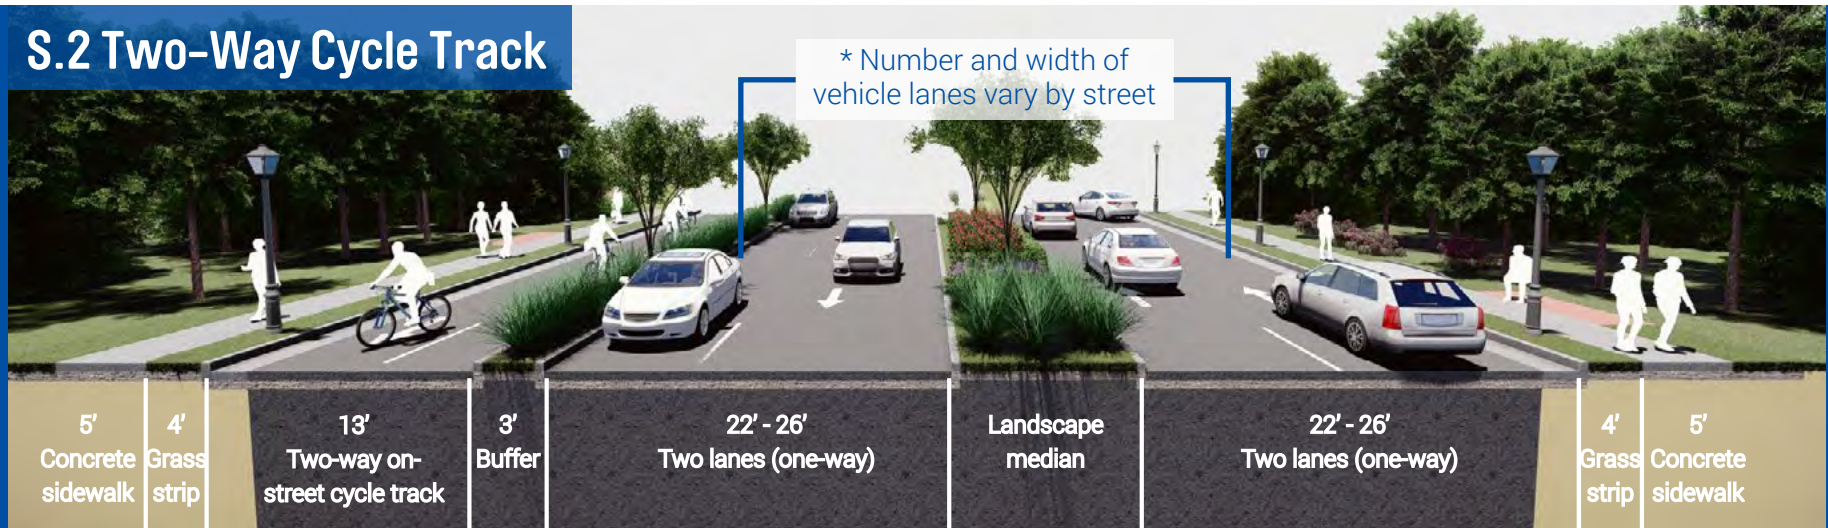 S.2 Two-Way Cycle Track
* Number and width of
vehicle lanes vary by street
5’
Concrete
sidewalk
4’
Grass
strip
13’
Two-way on-
street cycle track
3’
Buffer
22’ - 26’
Two lanes (one-way)
Landscape
median
22’ - 26’
Two lanes (one-way)
4’
Grass
strip
5’
Concrete
sidewalk